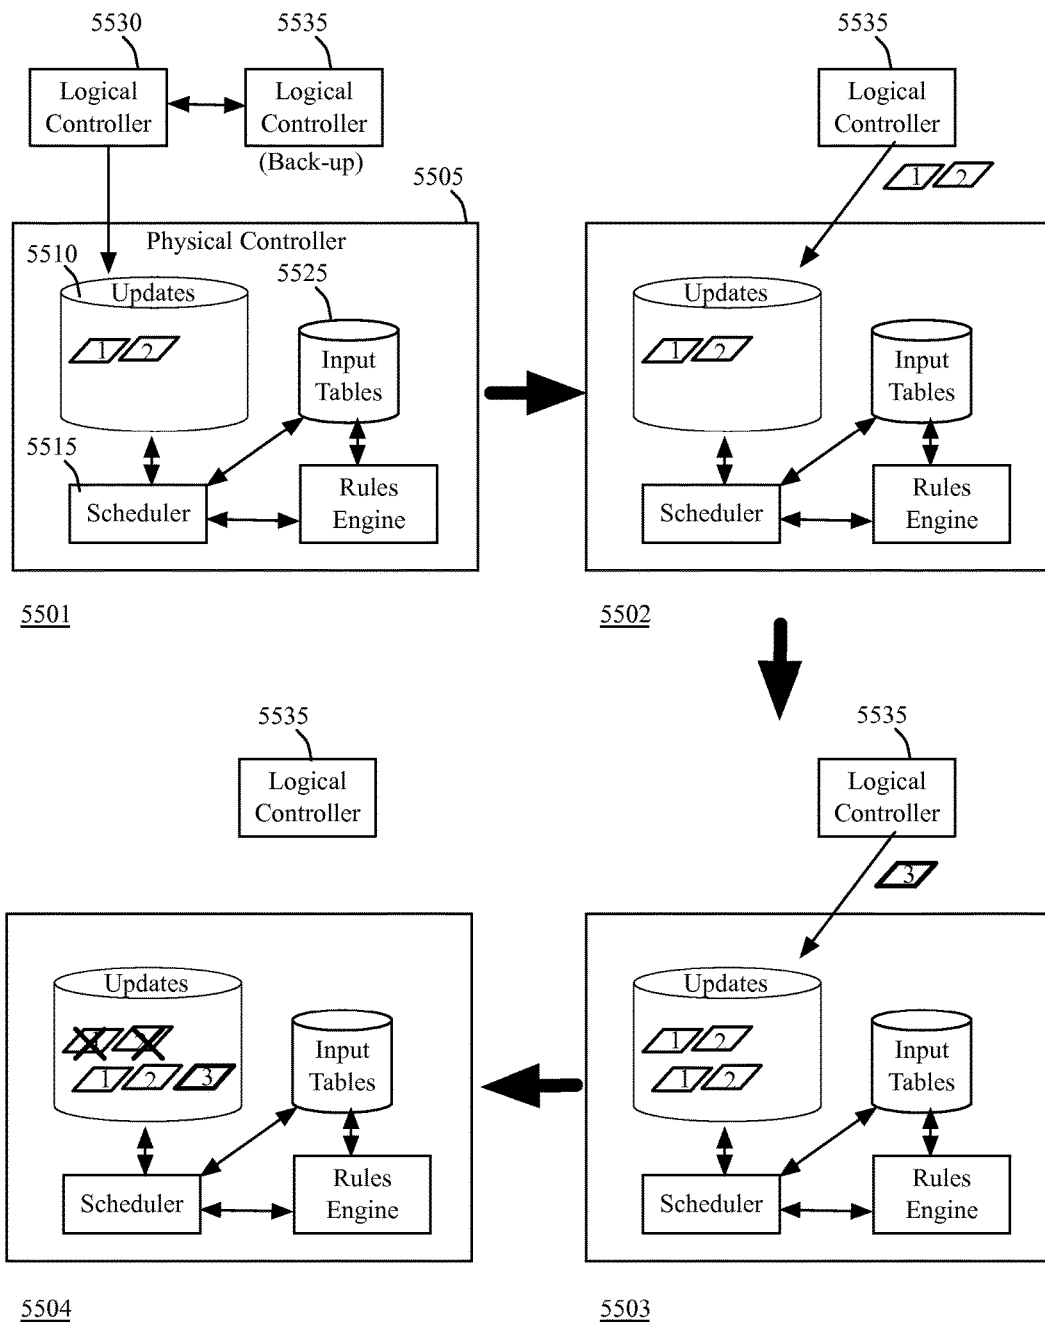 5530
5535
5535
Logical
Controller
Logical
Controller
(Back-up)
Logical
Controller
1 2
5505
Physical Controller
5510
5525
Updates
1 2
Input
Tables
5515
Scheduler
Rules
Engine
Updates
1 2
Input
Tables
Scheduler
Rules
Engine
5501
5502
5535
Logical
Controller
5535
Logical
Controller
3
Updates
1 2
1 2 3
Input
Tables
Scheduler
Rules
Engine
Updates
1 2
1 2
Input
Tables
Scheduler
Rules
Engine
5504
5503